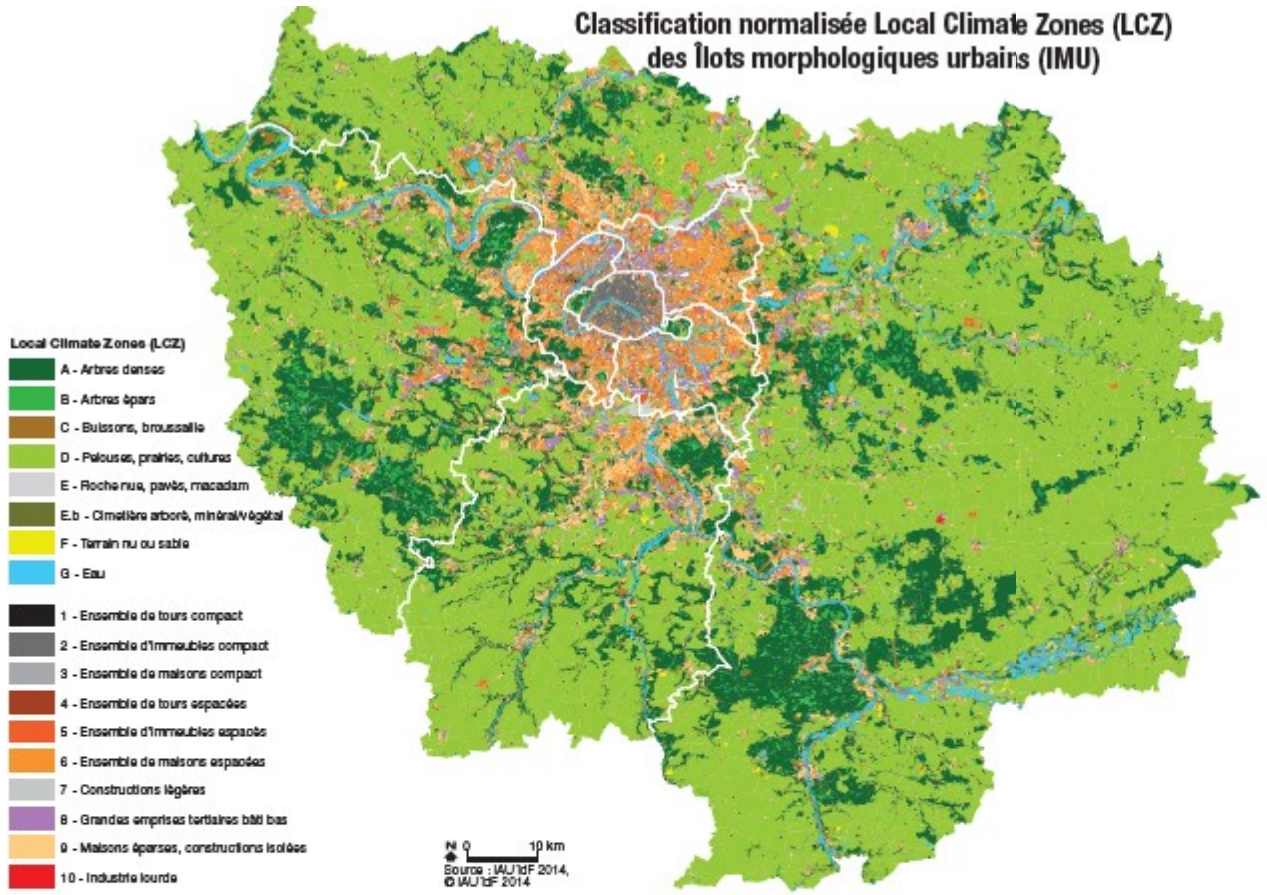 Classification normalisée Local Climate Zones (LCZ)
des Îlots morphologiques urbains (IMU)
Local Climate Zones (LCZ)
A - Arbres denses
B - Arbres épars
C - Buissons, broussaille
D - Pelouses, prairies, cultures
E - Roche nue, pavés, macadam
E.b - Cimetière arboré, minéral/végétal
F - Terrain nu ou sable
G - Eau
1 - Ensemble de tours compact
2 - Ensemble d'immeubles compact
3 - Ensemble de maisons compact
4 - Ensemble de tours espacées
5 - Ensemble d'immeubles espacés
6 - Ensemble de maisons espacées
7 - Constructions légères
8 - Grandes emprises tertiaires bâti bas
9 - Maisons éparses, constructions isolées
10 - Industrie lourde
N 0 10 km
Source : IAU îdF 2014,
© IAU îdF 2014